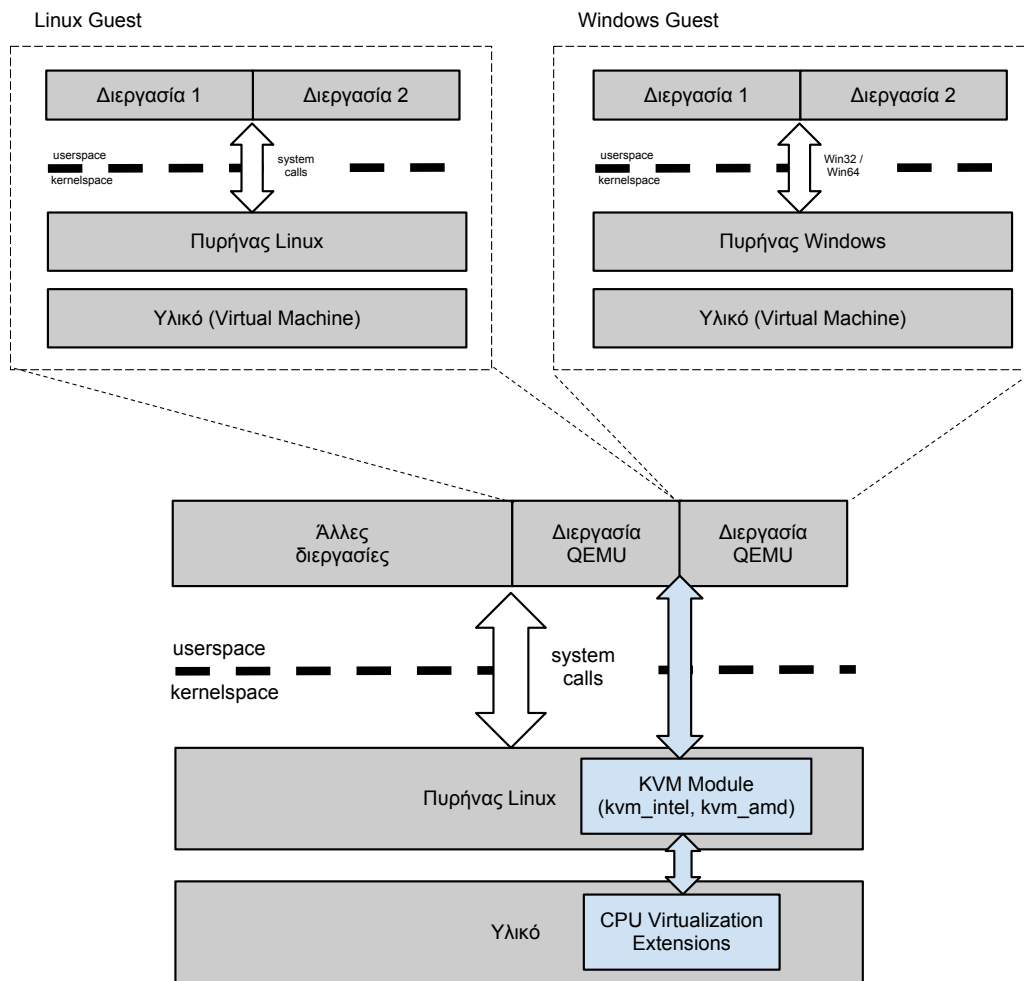 Linux Guest
Windows Guest
Διεργασία 1
Διεργασία 2
userspace
kernelspace
system
calls
Πυρήνας Linux
Υλικό (Virtual Machine)
Διεργασία 1
Διεργασία 2
userspace
kernelspace
Win32 /
Win64
Πυρήνας Windows
Υλικό (Virtual Machine)
Άλλες
διεργασίες
Διεργασία
QEMU
Διεργασία
QEMU
userspace
kernelspace
system
calls
Πυρήνας Linux
KVM Module
(kvm_intel, kvm_amd)
Υλικό
CPU Virtualization
Extensions